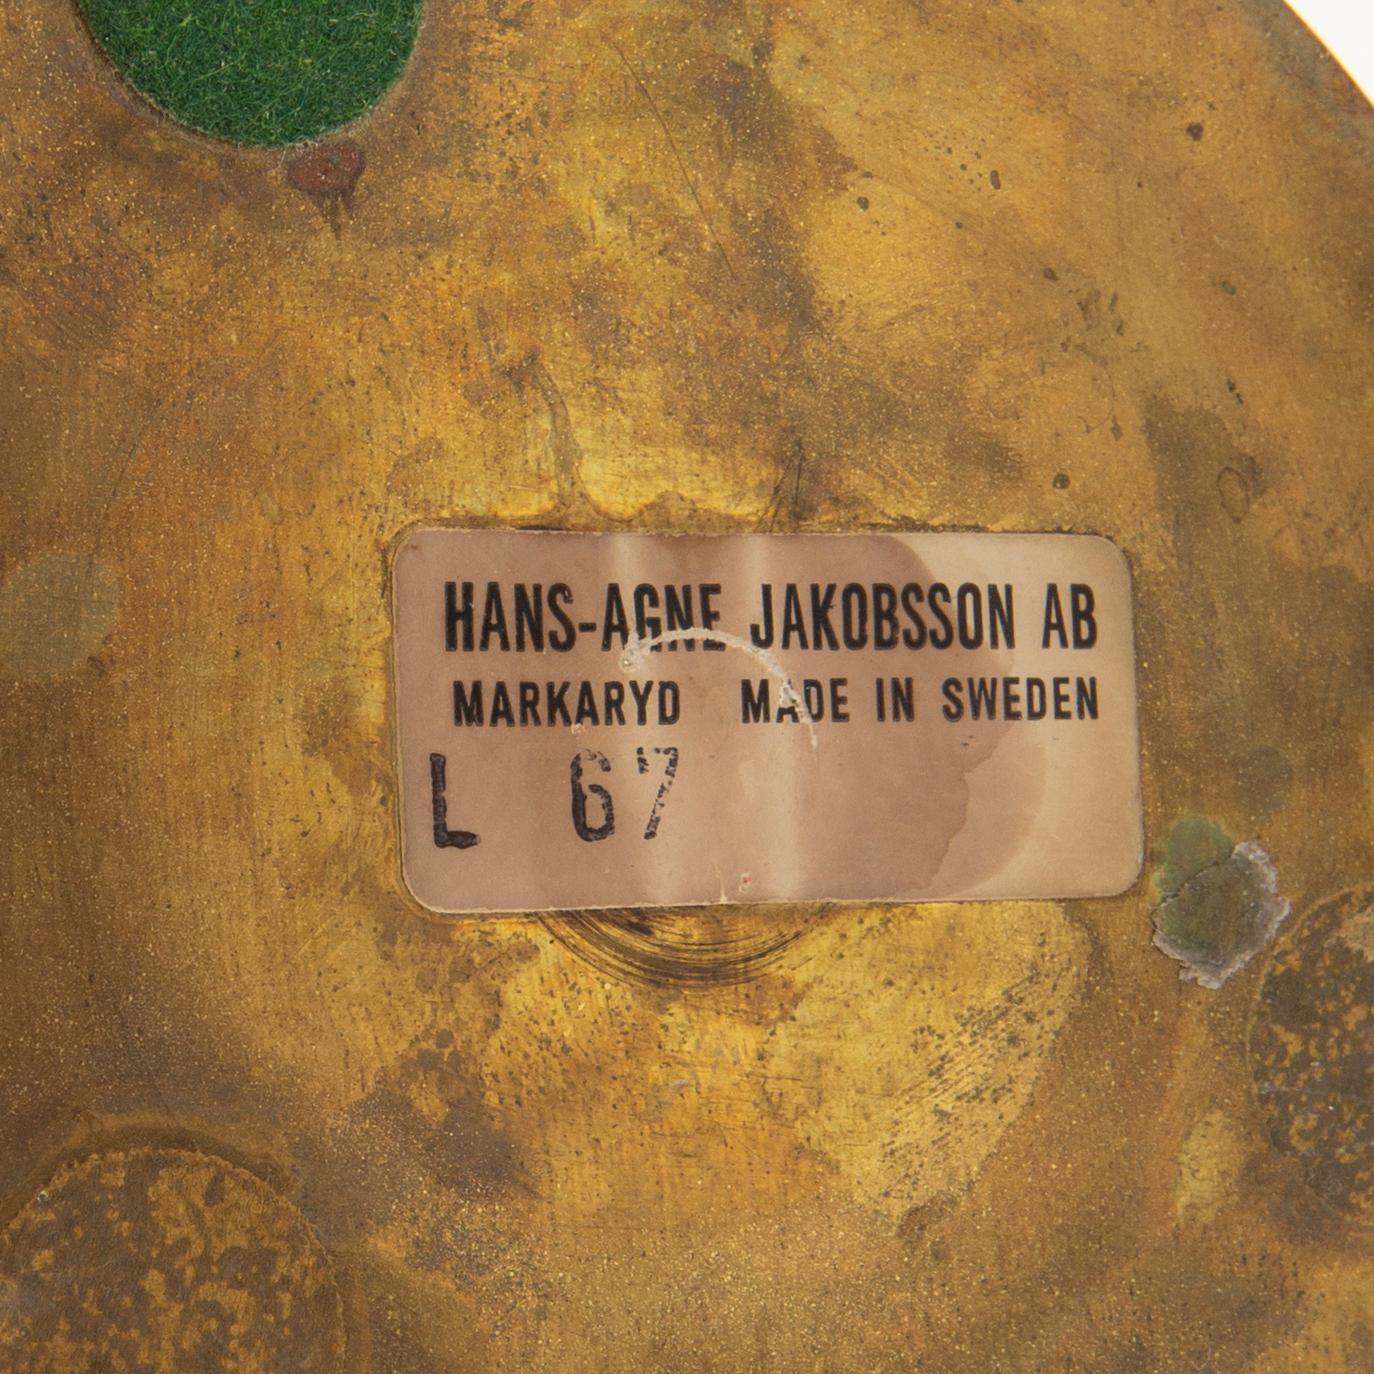 HANS-AGNE JAKOBSSON AB
MARKARYD MADE IN SWEDEN
L 67